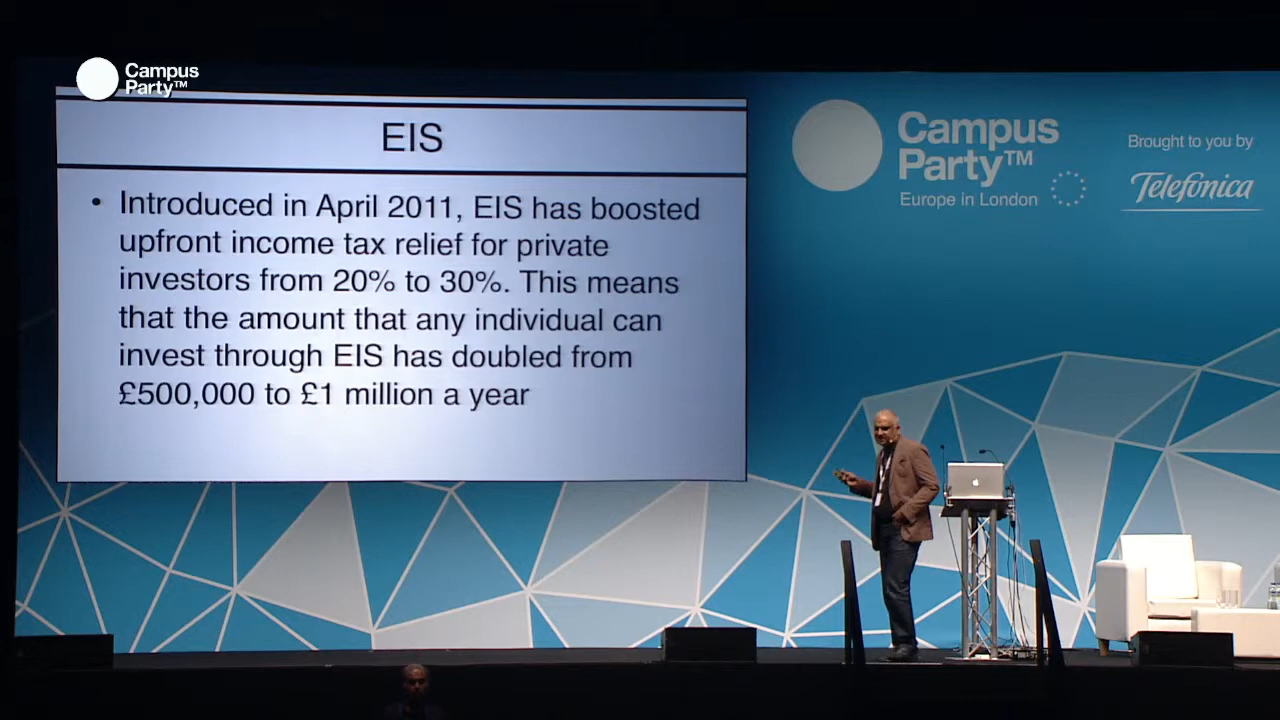 Campus
Party™
EIS
• Introduced in April 2011, EIS has boosted
upfront income tax relief for private
investors from 20% to 30%. This means
that the amount that any individual can
invest through EIS has doubled from
£500,000 to £1 million a year
Campus
Party™
Europe in London
Brought to you by
Telefónica